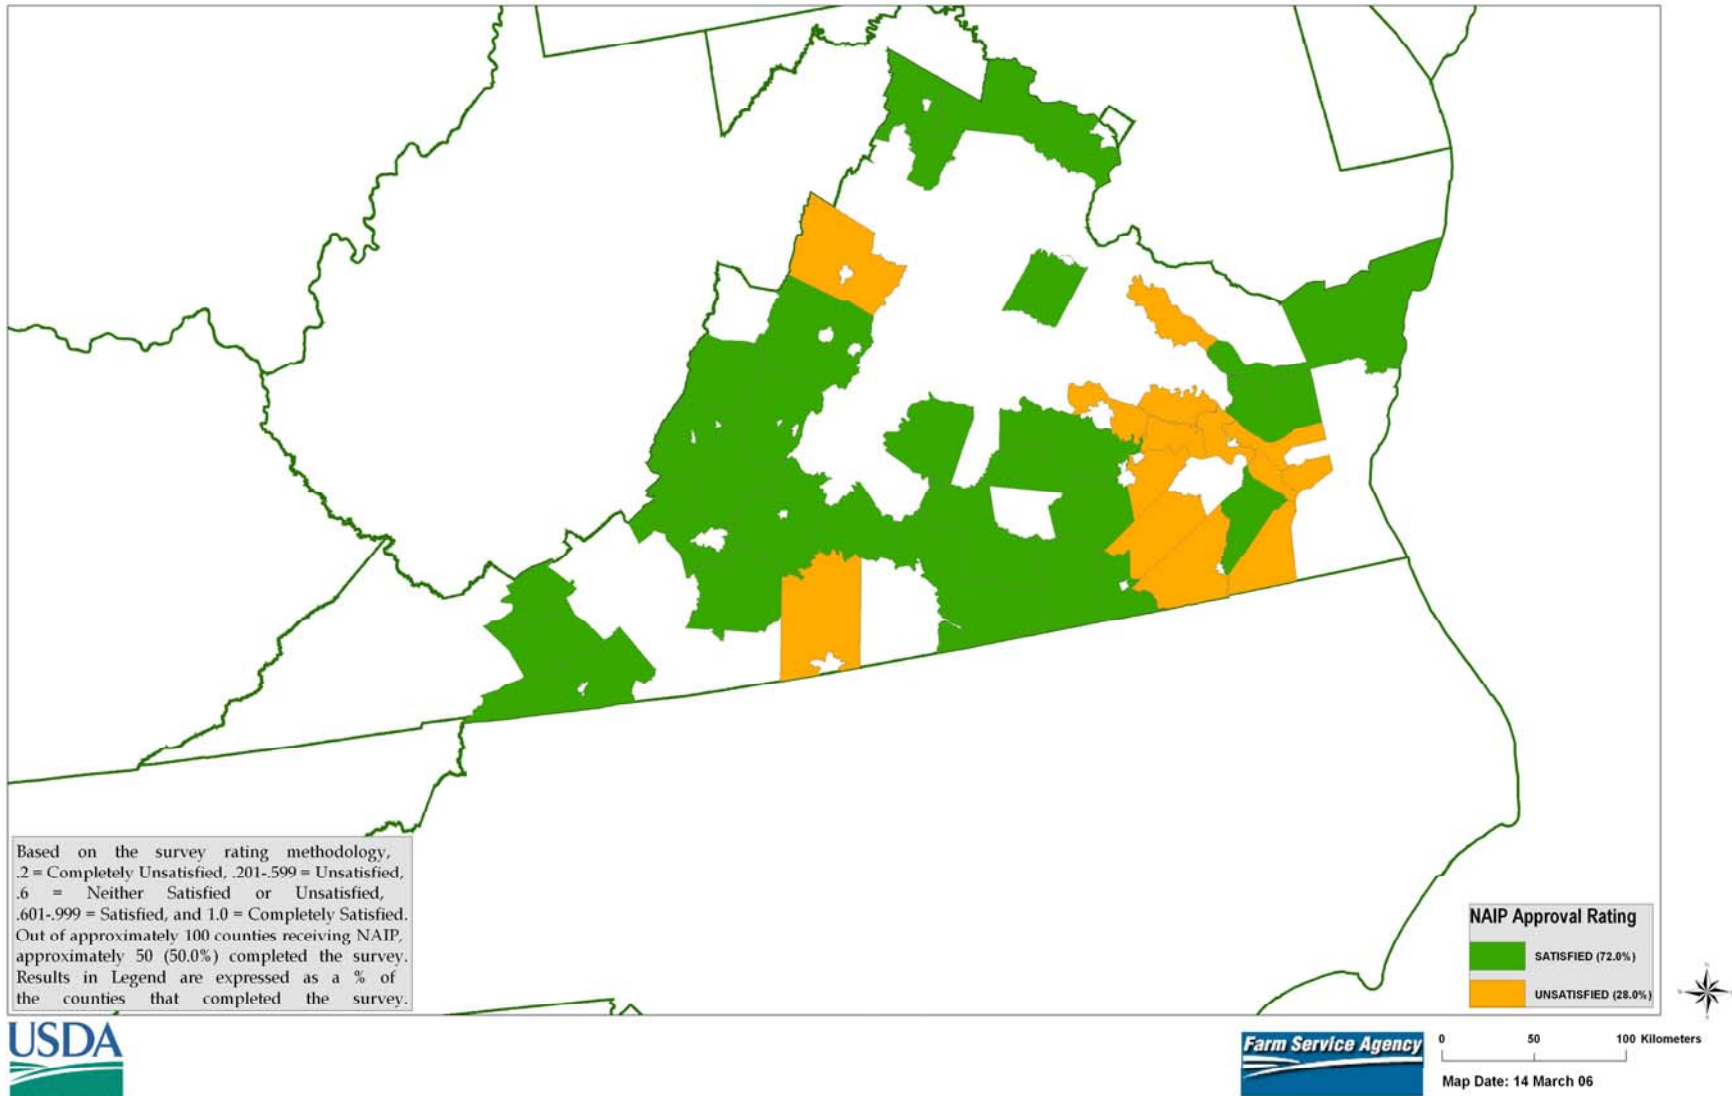 Based on the survey rating methodology,
.2 = Completely Unsatisfied, .201-.599 = Unsatisfied,
.6 = Neither Satisfied or Unsatisfied,
.601-.999 = Satisfied, and 1.0 = Completely Satisfied.
Out of approximately 100 counties receiving NAIP,
approximately 50 (50.0%) completed the survey.
Results in Legend are expressed as a % of
the counties that completed the survey.
NAIP Approval Rating
SATISFIED (72.0%)
UNSATISFIED (28.0%)
USDA
Farm Service Agency
0 50 100 Kilometers
Map Date: 14 March 06